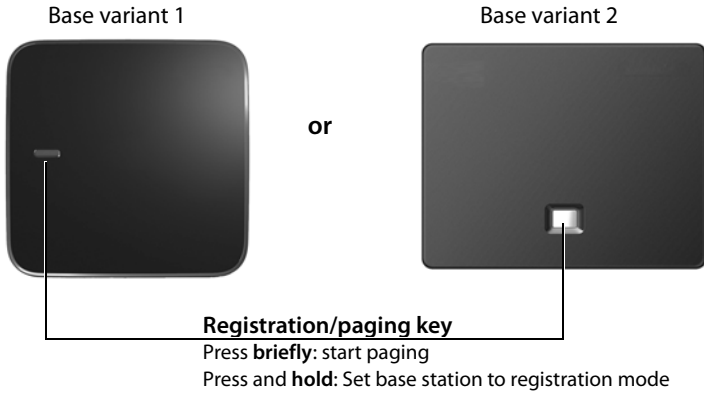 Base variant 1
Base variant 2
or
Registration/paging key
Press briefly: start paging
Press and hold: Set base station to registration mode